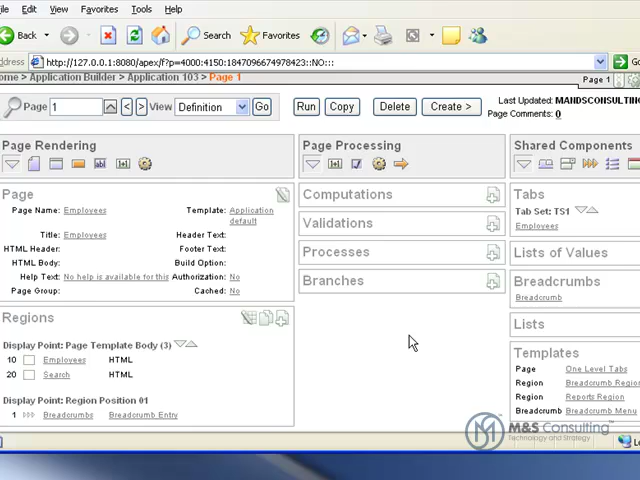 File Edit View Favorites Tools Help
Back Search Favorites
Address http://127.0.0.1:8080/apex/f?p=4000:4150:1847096674978423::NO::: Go
Home > Application Builder > Application 103 > Page 1
Page 1
Page 1 View Definition Go Run Copy Delete Create >
Last Updated: MANDSCONSULTING
Page Comments: 0
Page Rendering
Page
Page Name: Employees
Template: Application default
Title: Employees
Header Text:
HTML Header:
Footer Text:
HTML Body:
Build Option:
Help Text: No help is available for this
Authorization: No
Page Group:
Cached: No
Regions
Display Point: Page Template Body (3)
10 Employees HTML
20 Search HTML
Display Point: Region Position 01
1 Breadcrumbs Breadcrumb Entry
Page Processing
Computations
Validations
Processes
Branches
Shared Components
Tabs
Tab Set: TS1
Employees
Lists of Values
Breadcrumbs
Breadcrumb
Lists
Templates
Page One Level Tabs
Region Breadcrumb Region
Region Reports Region
Breadcrumb Breadcrumb Menu
M&S Consulting
Technology and Strategy